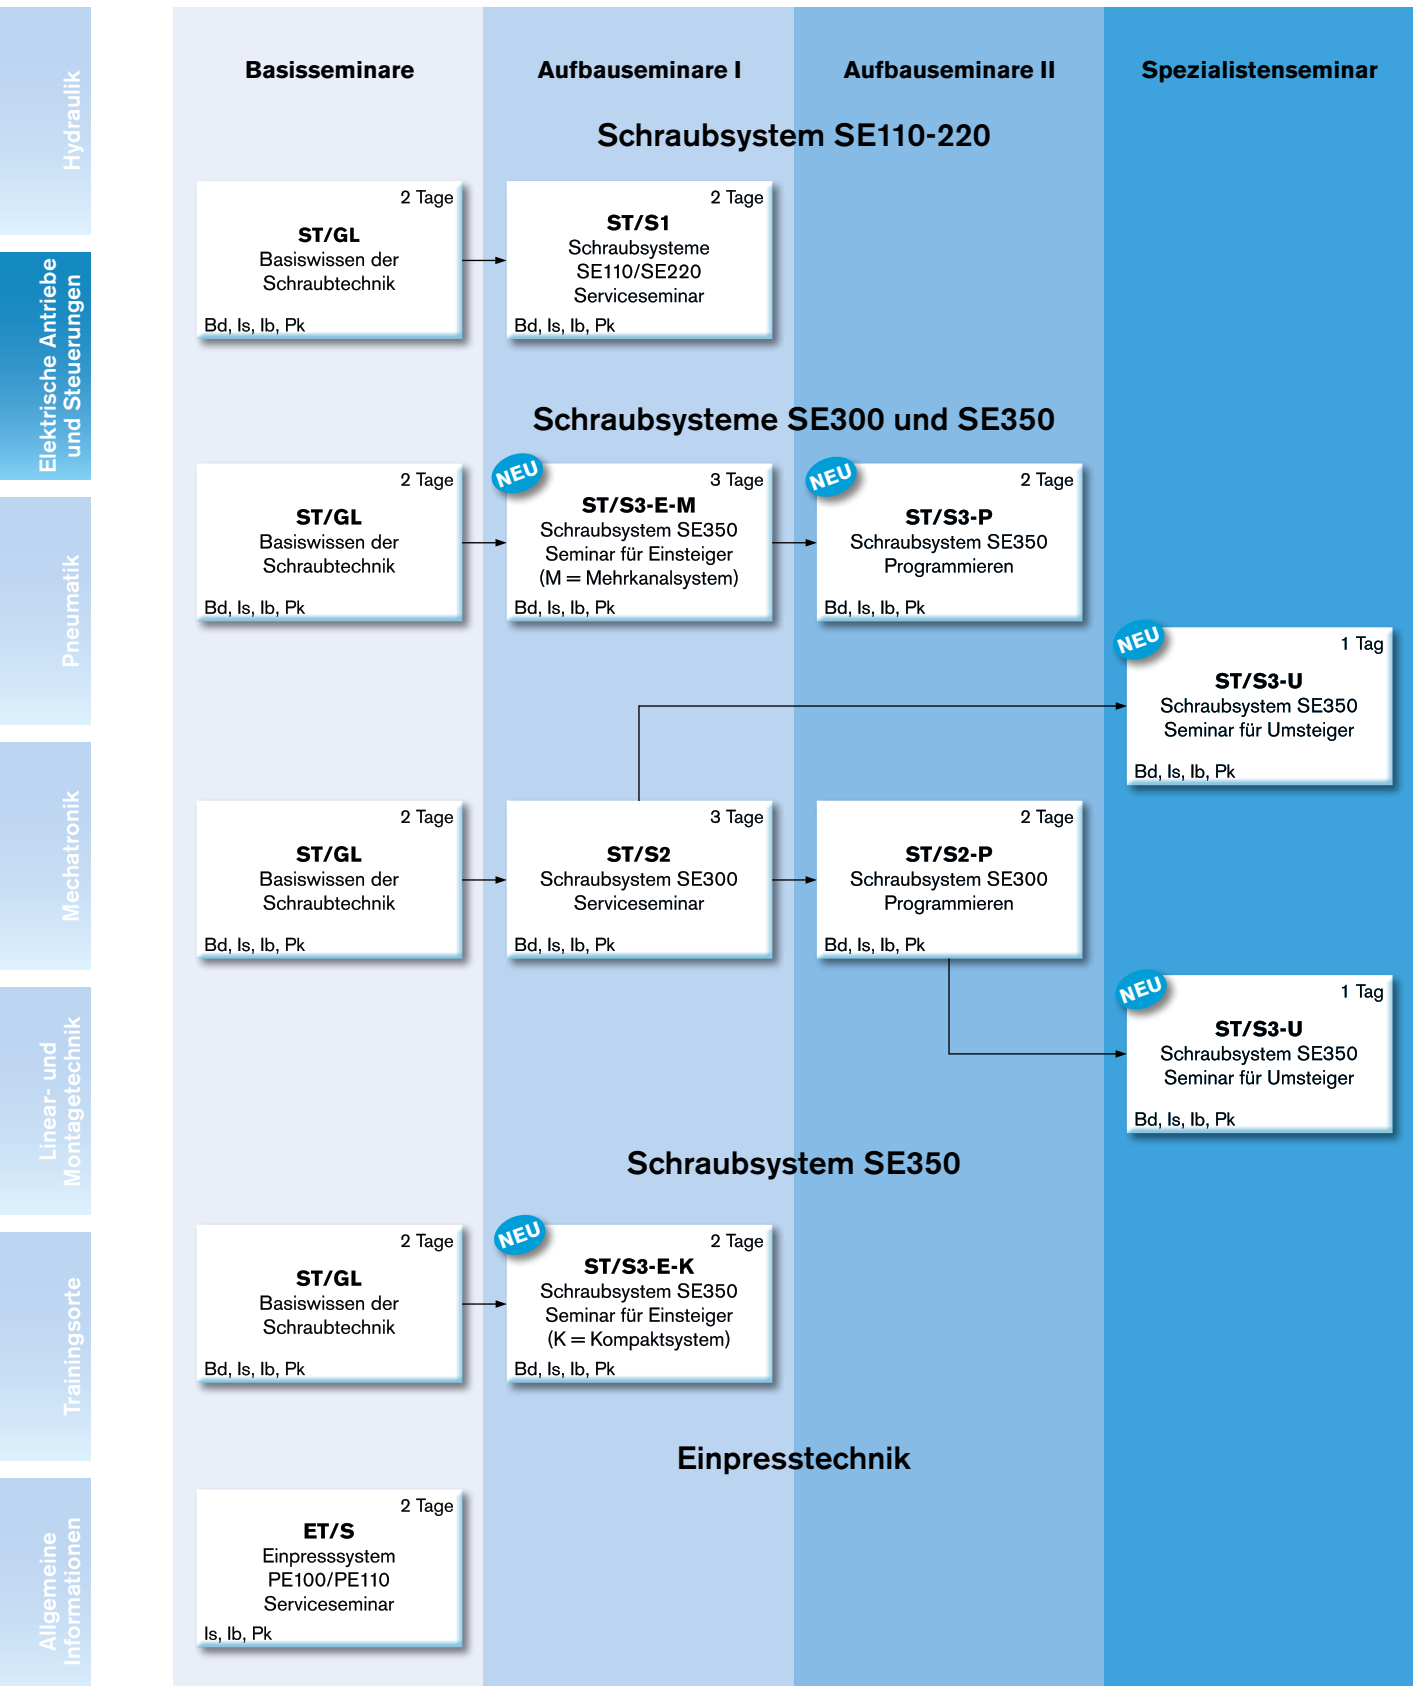 Hydraulik
Elektrische Antriebe
und Steuerungen
Pneumatik
Mechatronik
Linear- und
Montagetechnik
Trainingsorte
Allgemeine
Informationen
Basisseminare
Aufbauseminare I
Aufbauseminare II
Spezialistenseminar
Schraubsystem SE110-220
2 Tage
ST/GL
Basiswissen der
Schraubtechnik
Bd, Is, Ib, Pk
2 Tage
ST/S1
Schraubsysteme
SE110/SE220
Serviceseminar
Bd, Is, Ib, Pk
Schraubsysteme SE300 und SE350
2 Tage
ST/GL
Basiswissen der
Schraubtechnik
Bd, Is, Ib, Pk
NEU
3 Tage
ST/S3-E-M
Schraubsystem SE350
Seminar für Einsteiger
(M = Mehrkanalsystem)
Bd, Is, Ib, Pk
NEU
2 Tage
ST/S3-P
Schraubsystem SE350
Programmieren
Bd, Is, Ib, Pk
NEU
1 Tag
ST/S3-U
Schraubsystem SE350
Seminar für Umsteiger
Bd, Is, Ib, Pk
2 Tage
ST/GL
Basiswissen der
Schraubtechnik
Bd, Is, Ib, Pk
3 Tage
ST/S2
Schraubsystem SE300
Serviceseminar
Bd, Is, Ib, Pk
2 Tage
ST/S2-P
Schraubsystem SE300
Programmieren
Bd, Is, Ib, Pk
NEU
1 Tag
ST/S3-U
Schraubsystem SE350
Seminar für Umsteiger
Bd, Is, Ib, Pk
Schraubsystem SE350
2 Tage
ST/GL
Basiswissen der
Schraubtechnik
Bd, Is, Ib, Pk
NEU
2 Tage
ST/S3-E-K
Schraubsystem SE350
Seminar für Einsteiger
(K = Kompaktsystem)
Bd, Is, Ib, Pk
Einpresstechnik
2 Tage
ET/S
Einpresssystem
PE100/PE110
Serviceseminar
Is, Ib, Pk